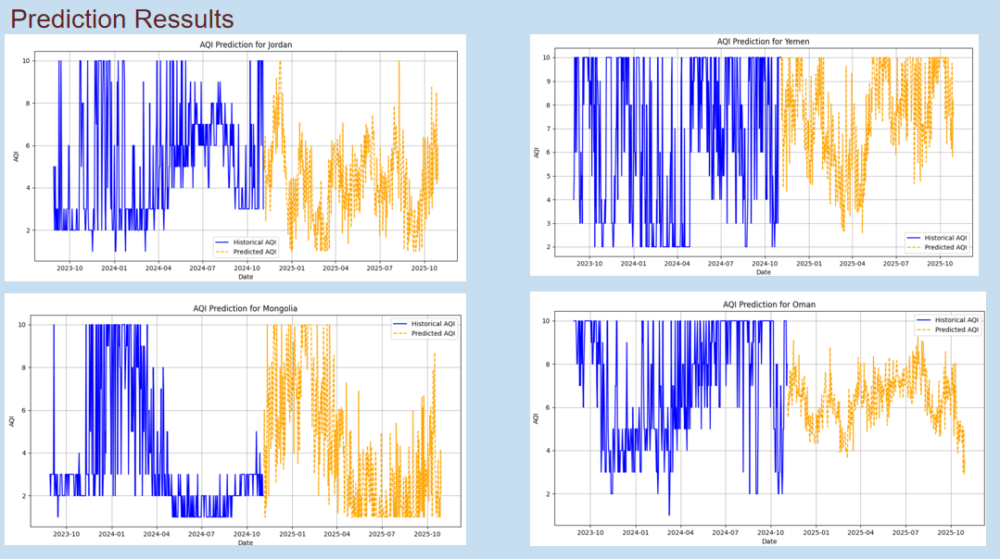 Prediction Ressults
AQI Prediction for Jordan
10
8
6
4
2
AQI
Historical AQI
Predicted AQI
2023-10 2024-01 2024-04 2024-07 2024-10 2025-01 2025-04 2025-07 2025-10
Date
AQI Prediction for Yemen
10
9
8
7
6
5
4
3
2
AQI
Historical AQI
Predicted AQI
2023-10 2024-01 2024-04 2024-07 2024-10 2025-01 2025-04 2025-07 2025-10
Date
AQI Prediction for Mongolia
Historical AQI
Predicted AQI
10
8
6
4
2
AQI
2023-10 2024-01 2024-04 2024-07 2024-10 2025-01 2025-04 2025-07 2025-10
Date
AQI Prediction for Oman
Historical AQI
Predicted AQI
10
8
6
4
2
AQI
2023-10 2024-01 2024-04 2024-07 2024-10 2025-01 2025-04 2025-07 2025-10
Date